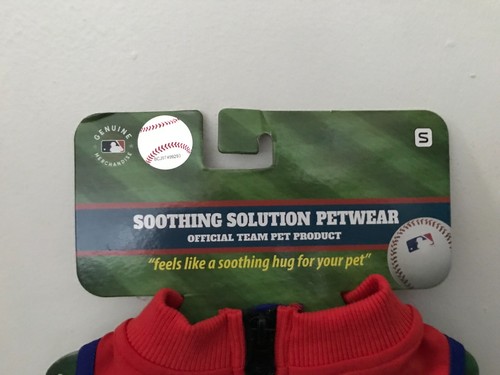 GENUINE
MERCHANDISE
S
SOOTHING SOLUTION PETWEAR
OFFICIAL TEAM PET PRODUCT
"feels like a soothing hug for your pet"